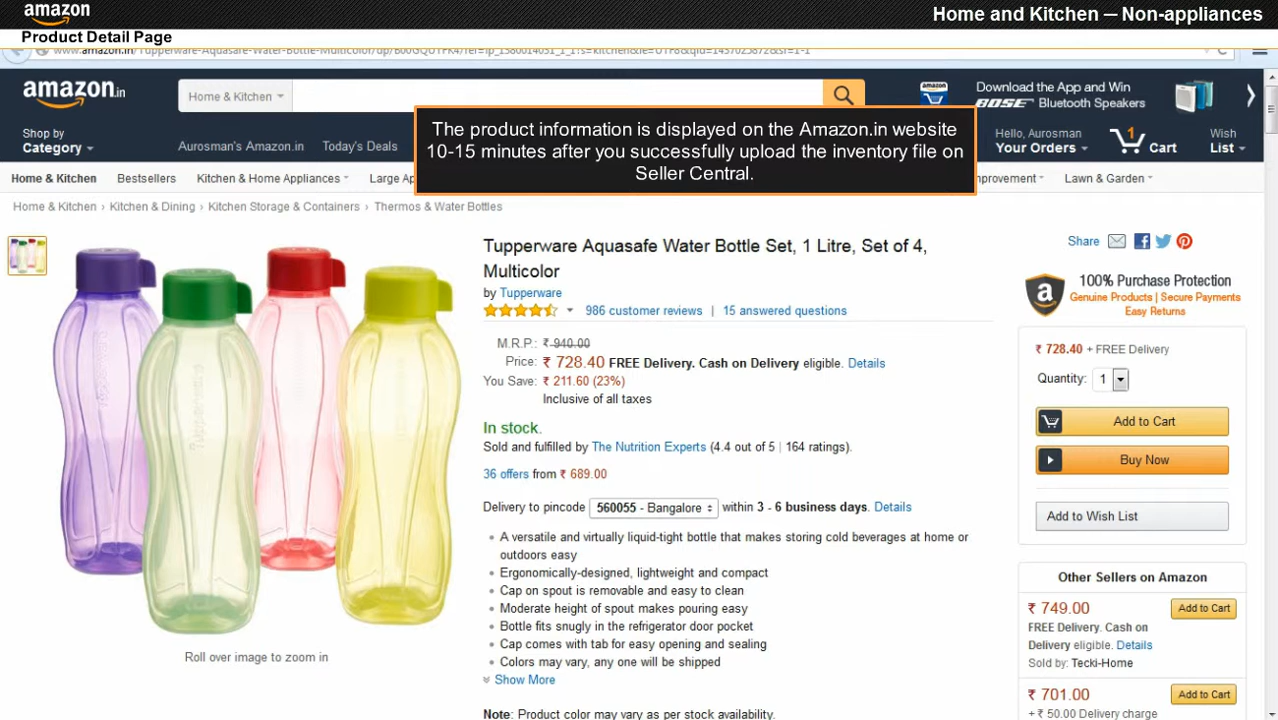 amazon
Home and Kitchen — Non-appliances
Product Detail Page
amazon.in
Home & Kitchen
Download the App and Win
BOSE Bluetooth Speakers
amazon
The product information is displayed on the Amazon.in website
10-15 minutes after you successfully upload the inventory file on
Seller Central.
Shop by
Category
Aurosman's Amazon.in
Today's Deals
Hello, Aurosman
Your Orders
1
Cart
Wish
List
Home & Kitchen
Bestsellers
Kitchen & Home Appliances
Large Ap
mprovement
Lawn & Garden
Home & Kitchen › Kitchen & Dining › Kitchen Storage & Containers › Thermos & Water Bottles
Tupperware Aquasafe Water Bottle Set, 1 Litre, Set of 4,
Multicolor
by Tupperware
986 customer reviews | 15 answered questions
M.R.P.: ₹ 940.00
Price: ₹ 728.40 FREE Delivery. Cash on Delivery eligible. Details
You Save: ₹ 211.60 (23%)
Inclusive of all taxes
In stock.
Sold and fulfilled by The Nutrition Experts (4.4 out of 5 | 164 ratings).
36 offers from ₹ 689.00
Delivery to pincode 560055 - Bangalore within 3 - 6 business days. Details
• A versatile and virtually liquid-tight bottle that makes storing cold beverages at home or
outdoors easy
• Ergonomically-designed, lightweight and compact
• Cap on spout is removable and easy to clean
• Moderate height of spout makes pouring easy
• Bottle fits snugly in the refrigerator door pocket
• Cap comes with tab for easy opening and sealing
• Colors may vary, any one will be shipped
Show More
Note: Product color may vary as per stock availability.
Tupperware
Roll over image to zoom in
Share
a
100% Purchase Protection
Genuine Products | Secure Payments
Easy Returns
₹ 728.40 + FREE Delivery
Quantity: 1
Add to Cart
Buy Now
Add to Wish List
Other Sellers on Amazon
₹ 749.00
Add to Cart
FREE Delivery. Cash on
Delivery eligible. Details
Sold by: Tecki-Home
₹ 701.00
Add to Cart
+ ₹ 50.00 Delivery charge